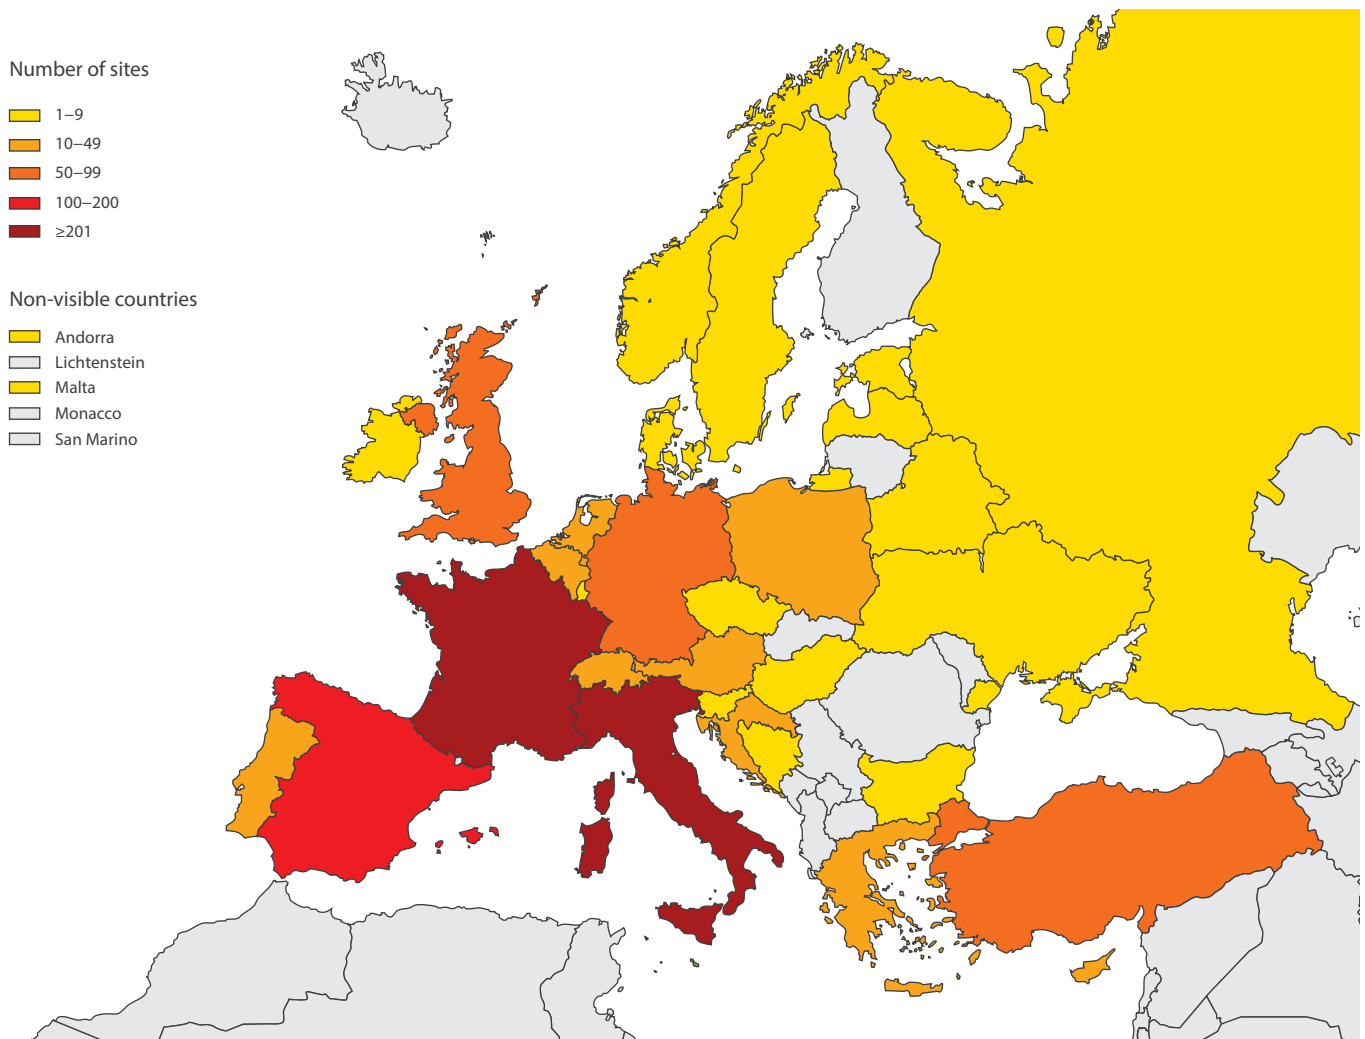 Number of sites
1–9
10–49
50–99
100–200
≥201
Non-visible countries
Andorra
Lichtenstein
Malta
Monacco
San Marino